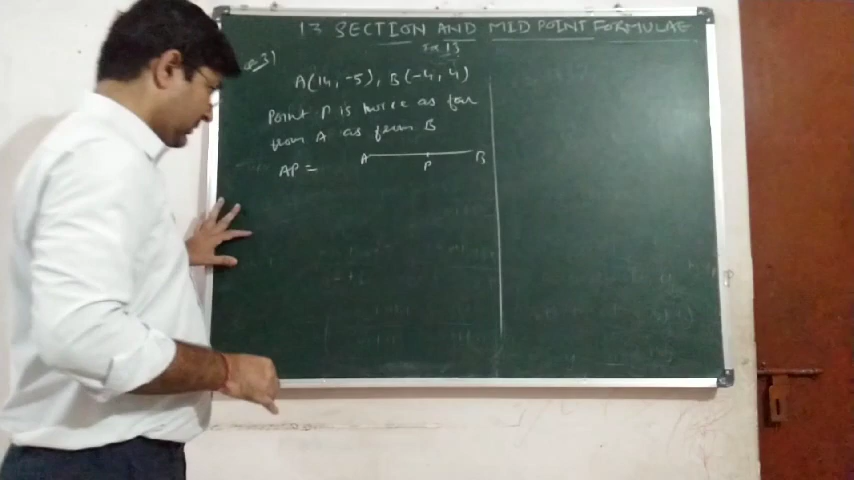 13 SECTION AND MID POINT FORMULAE
Ex 13
3)
A(14, -5), B(-4, 4)
Point P is twice as far
from A as from B
A P B
AP =